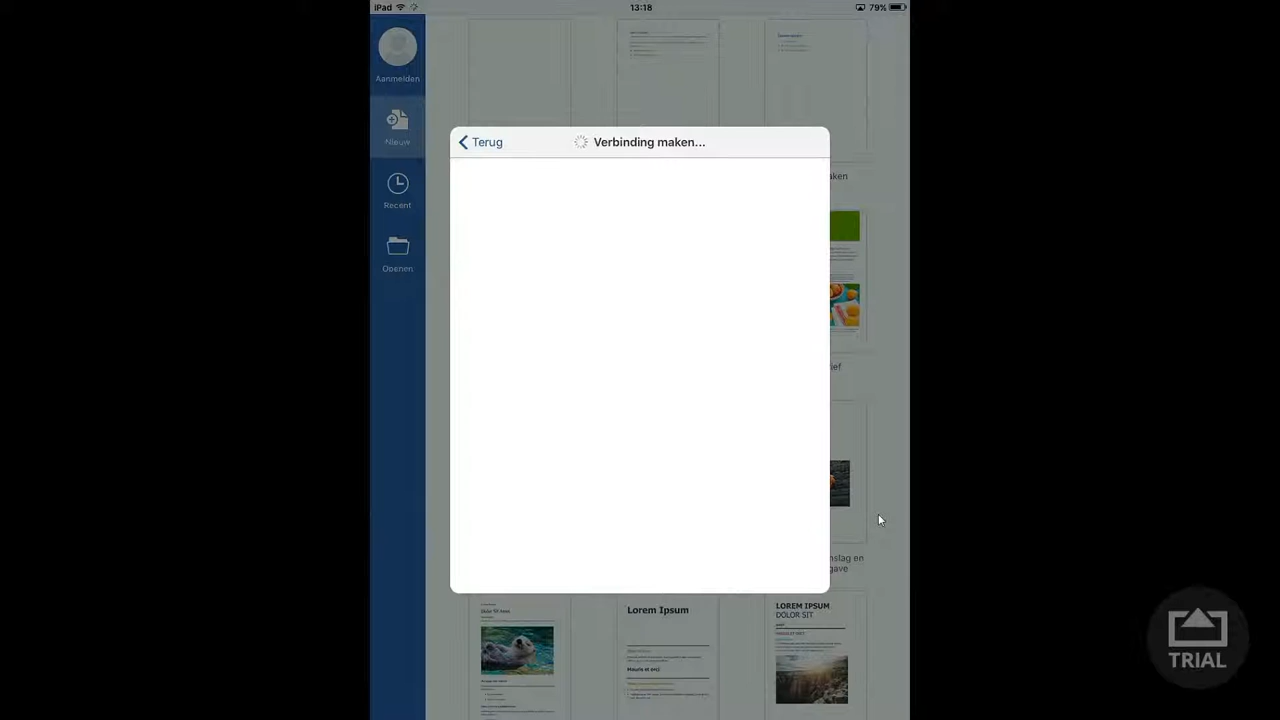 iPad
13:18
79%
Aanmelden
Nieuw
Recent
Openen
Terug
Verbinding maken...
aken
ief
nslag en
gave
Lorem Ipsum
LOREM IPSUM
DOLOR SIT
TRIAL